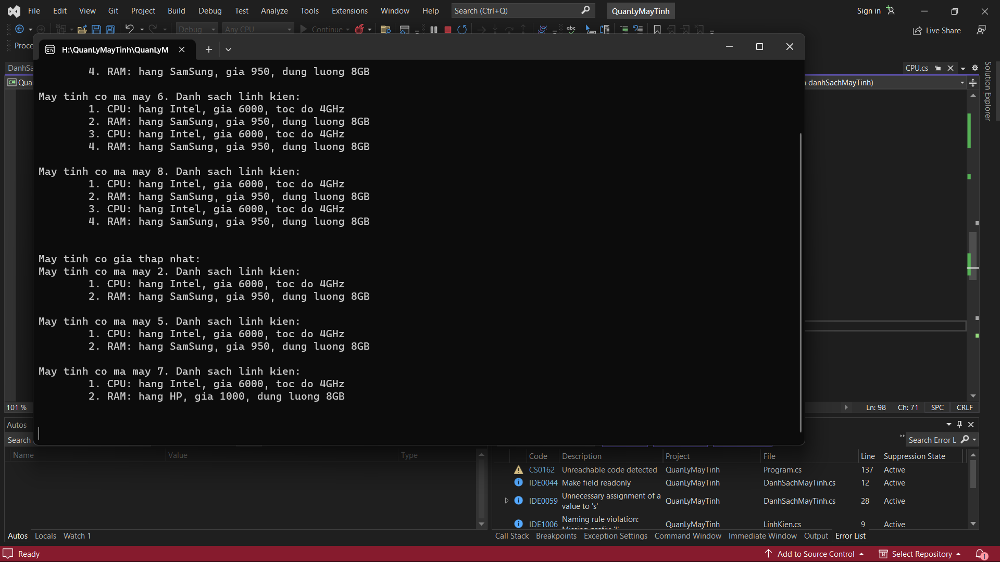 File Edit View Git Project Build Debug Test Analyze Tools Extensions Window Help Search (Ctrl+Q) QuanLyMayTinh Sign in
Debug Any CPU Continue Live Share
Proce
H:\QuanLyMayTinh\QuanLyM
DanhSa CPU.cs
Quan danhSachMayTinh)
Solution Explorer
4. RAM: hang SamSung, gia 950, dung luong 8GB
May tinh co ma may 6. Danh sach linh kien:
1. CPU: hang Intel, gia 6000, toc do 4GHz
2. RAM: hang SamSung, gia 950, dung luong 8GB
3. CPU: hang Intel, gia 6000, toc do 4GHz
4. RAM: hang SamSung, gia 950, dung luong 8GB
May tinh co ma may 8. Danh sach linh kien:
1. CPU: hang Intel, gia 6000, toc do 4GHz
2. RAM: hang SamSung, gia 950, dung luong 8GB
3. CPU: hang Intel, gia 6000, toc do 4GHz
4. RAM: hang SamSung, gia 950, dung luong 8GB
May tinh co gia thap nhat:
May tinh co ma may 2. Danh sach linh kien:
1. CPU: hang Intel, gia 6000, toc do 4GHz
2. RAM: hang SamSung, gia 950, dung luong 8GB
May tinh co ma may 5. Danh sach linh kien:
1. CPU: hang Intel, gia 6000, toc do 4GHz
2. RAM: hang SamSung, gia 950, dung luong 8GB
May tinh co ma may 7. Danh sach linh kien:
1. CPU: hang Intel, gia 6000, toc do 4GHz
2. RAM: hang HP, gia 1000, dung luong 8GB
101 % Ln: 98 Ch: 71 SPC CRLF
Autos
Search Search Error L
Name Value Type
Code Description Project File Line Suppression State
CS0162 Unreachable code detected QuanLyMayTinh Program.cs 137 Active
IDE0044 Make field readonly QuanLyMayTinh DanhSachMayTinh.cs 12 Active
IDE0059 Unnecessary assignment of a value to 's' QuanLyMayTinh DanhSachMayTinh.cs 28 Active
IDE1006 Naming rule violation: Missing prefix: 'I' QuanLyMayTinh LinhKien.cs 9 Active
Autos Locals Watch 1
Call Stack Breakpoints Exception Settings Command Window Immediate Window Output Error List
Ready Add to Source Control Select Repository 1